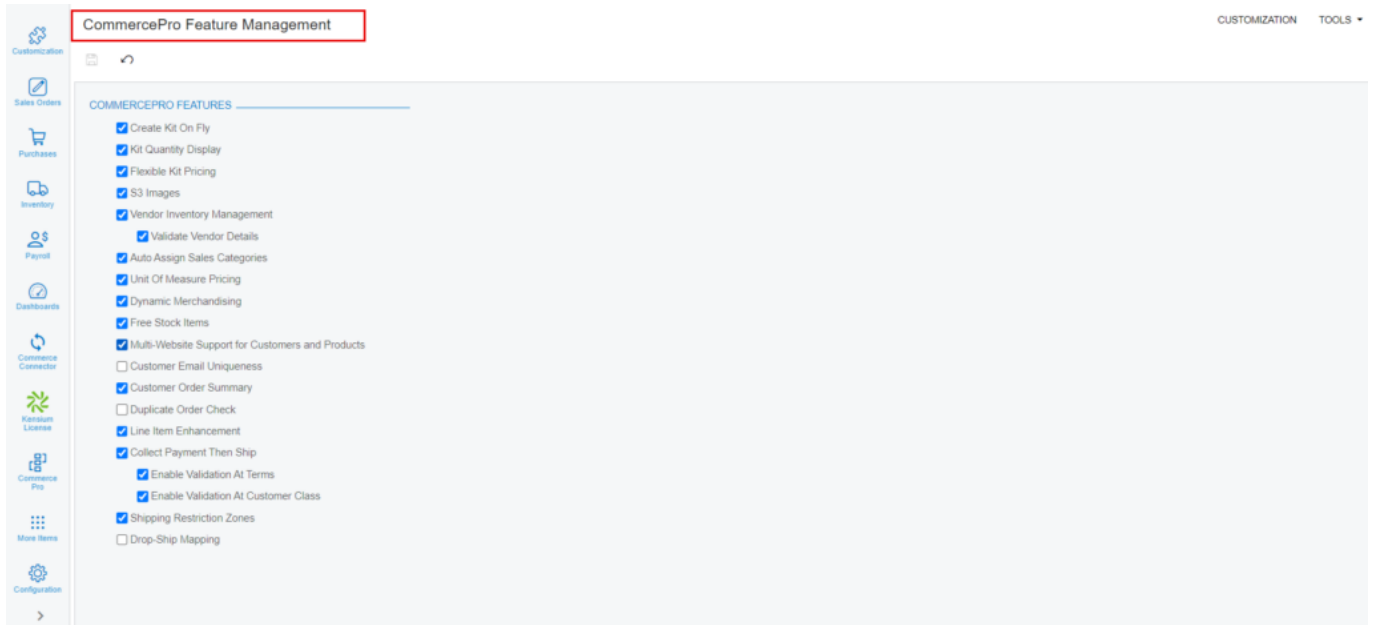 CommercePro Feature Management
CUSTOMIZATION TOOLS
Customization
Sales Orders
Purchases
Inventory
Payroll
Dashboards
Commerce
Connector
Kensium
License
Commerce
Pro
More Items
Configuration
COMMERCEPRO FEATURES
Create Kit On Fly
Kit Quantity Display
Flexible Kit Pricing
S3 Images
Vendor Inventory Management
Validate Vendor Details
Auto Assign Sales Categories
Unit Of Measure Pricing
Dynamic Merchandising
Free Stock Items
Multi-Website Support for Customers and Products
Customer Email Uniqueness
Customer Order Summary
Duplicate Order Check
Line Item Enhancement
Collect Payment Then Ship
Enable Validation At Terms
Enable Validation At Customer Class
Shipping Restriction Zones
Drop-Ship Mapping